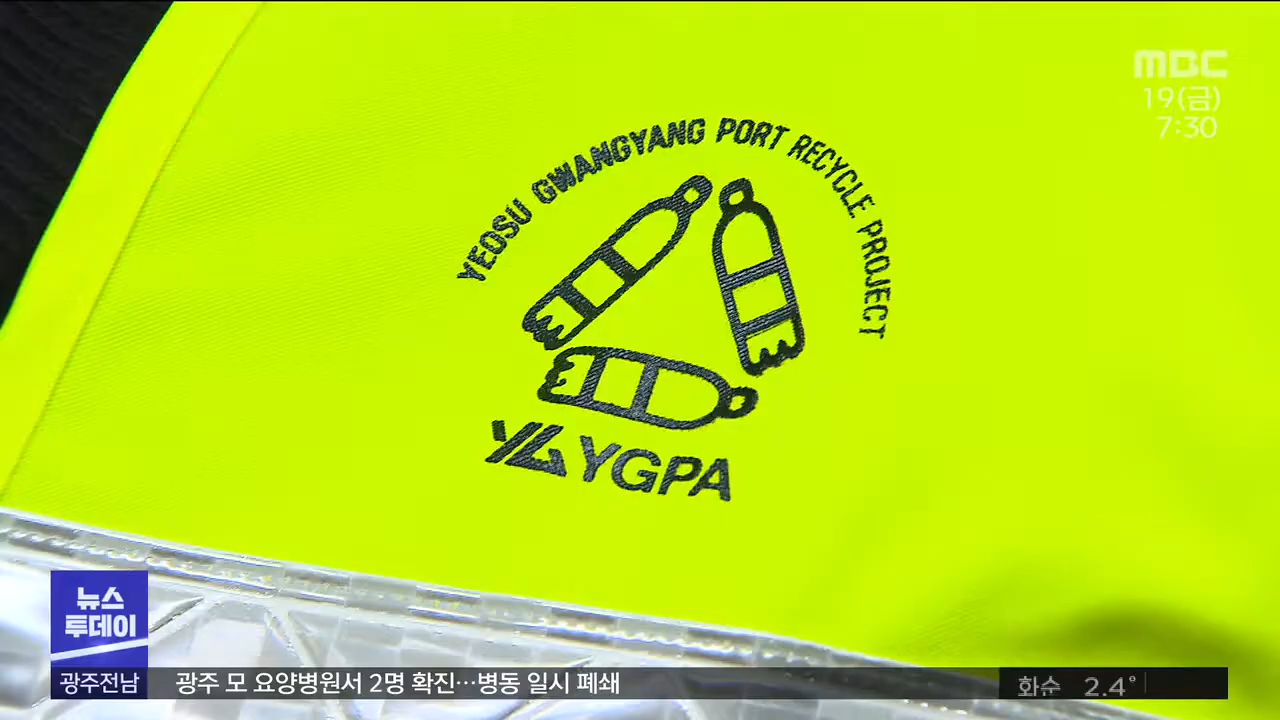 MBC
19(금)
7:30
YEOSU GWANGYANG PORT RECYCLE PROJECT
YGPA
뉴스
투데이
광주전남
광주 모 요양병원서 2명 확진…병동 일시 폐쇄
화순 2.4°